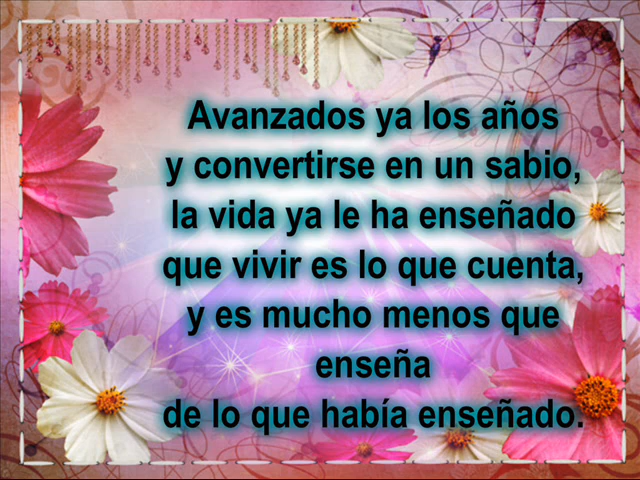 Avanzados ya los años
y convertirse en un sabio,
la vida ya le ha enseñado
que vivir es lo que cuenta,
y es mucho menos que
enseña
de lo que había enseñado.